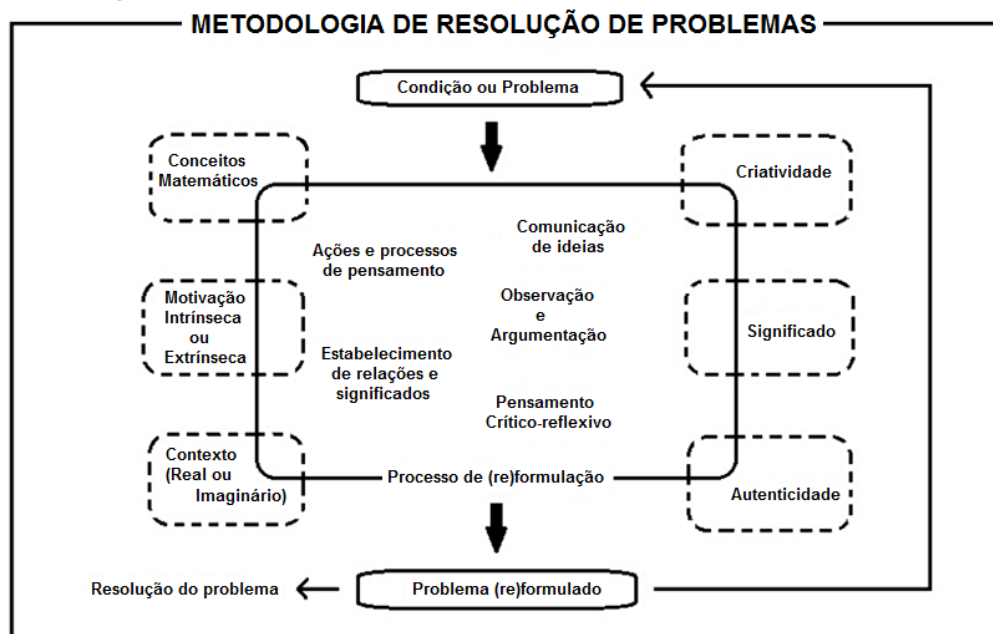 METODOLOGIA DE RESOLUÇÃO DE PROBLEMAS
Condição ou Problema
Conceitos
Matemáticos
Criatividade
Comunicação
de ideias
Ações e processos
de pensamento
Motivação
Intrínseca
ou
Extrínseca
Observação
e
Argumentação
Significado
Estabelecimento
de relações e
significados
Pensamento
Crítico-reflexivo
Contexto
(Real ou
Imaginário)
Processo de (re)formulação
Autenticidade
Resolução do problema
Problema (re)formulado